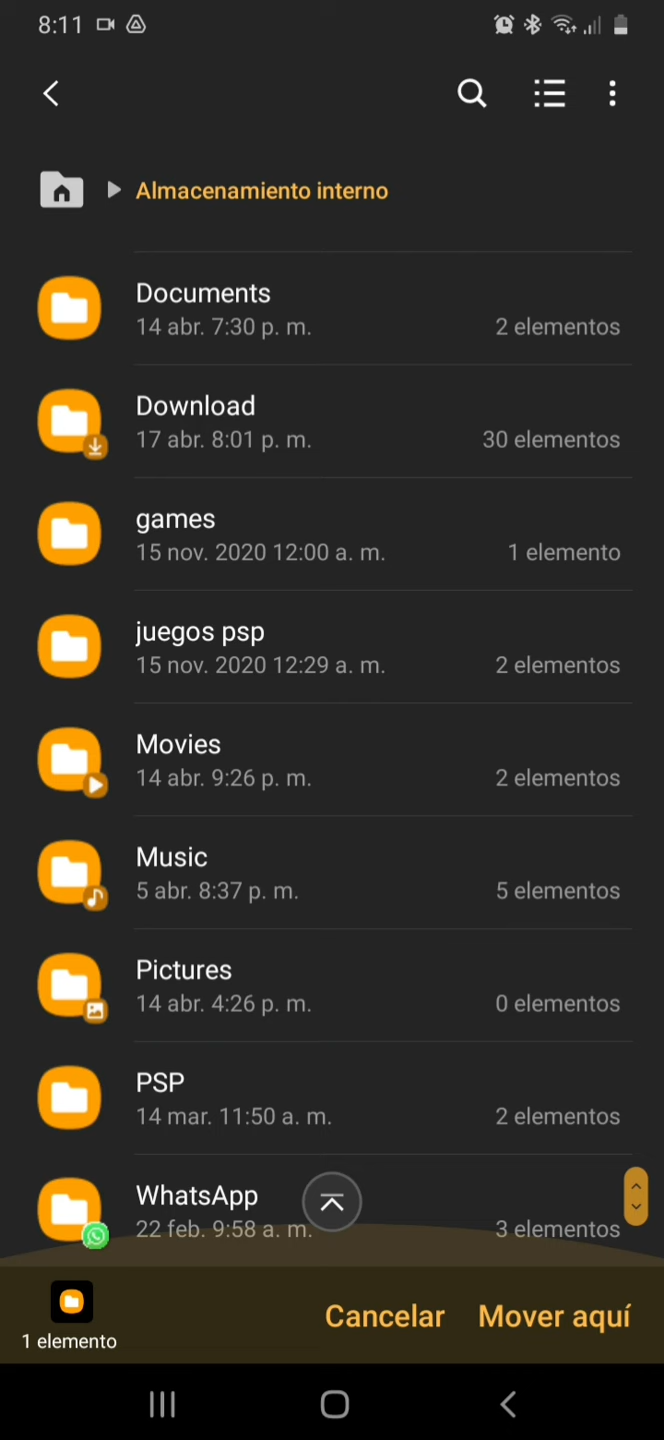 8:11
Almacenamiento interno
Documents
14 abr. 7:30 p. m. 2 elementos
Download
17 abr. 8:01 p. m. 30 elementos
games
15 nov. 2020 12:00 a. m. 1 elemento
juegos psp
15 nov. 2020 12:29 a. m. 2 elementos
Movies
14 abr. 9:26 p. m. 2 elementos
Music
5 abr. 8:37 p. m. 5 elementos
Pictures
14 abr. 4:26 p. m. 0 elementos
PSP
14 mar. 11:50 a. m. 2 elementos
WhatsApp
22 feb. 9:58 a. m. 3 elementos
1 elemento
Cancelar Mover aquí